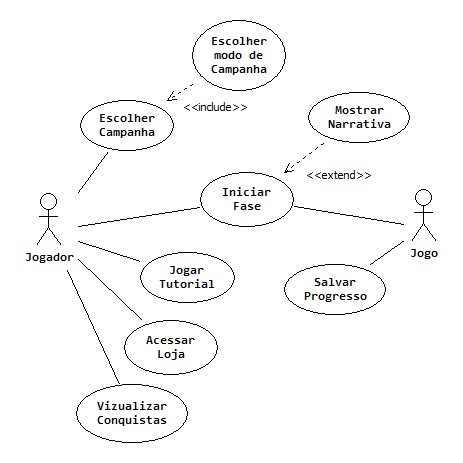 Escolher
modo de
Campanha
<<include>>
Escolher
Campanha
Mostrar
Narrativa
<<extend>>
Iniciar
Fase
Jogador
Jogo
Jogar
Tutorial
Salvar
Progresso
Acessar
Loja
Vizualizar
Conquistas